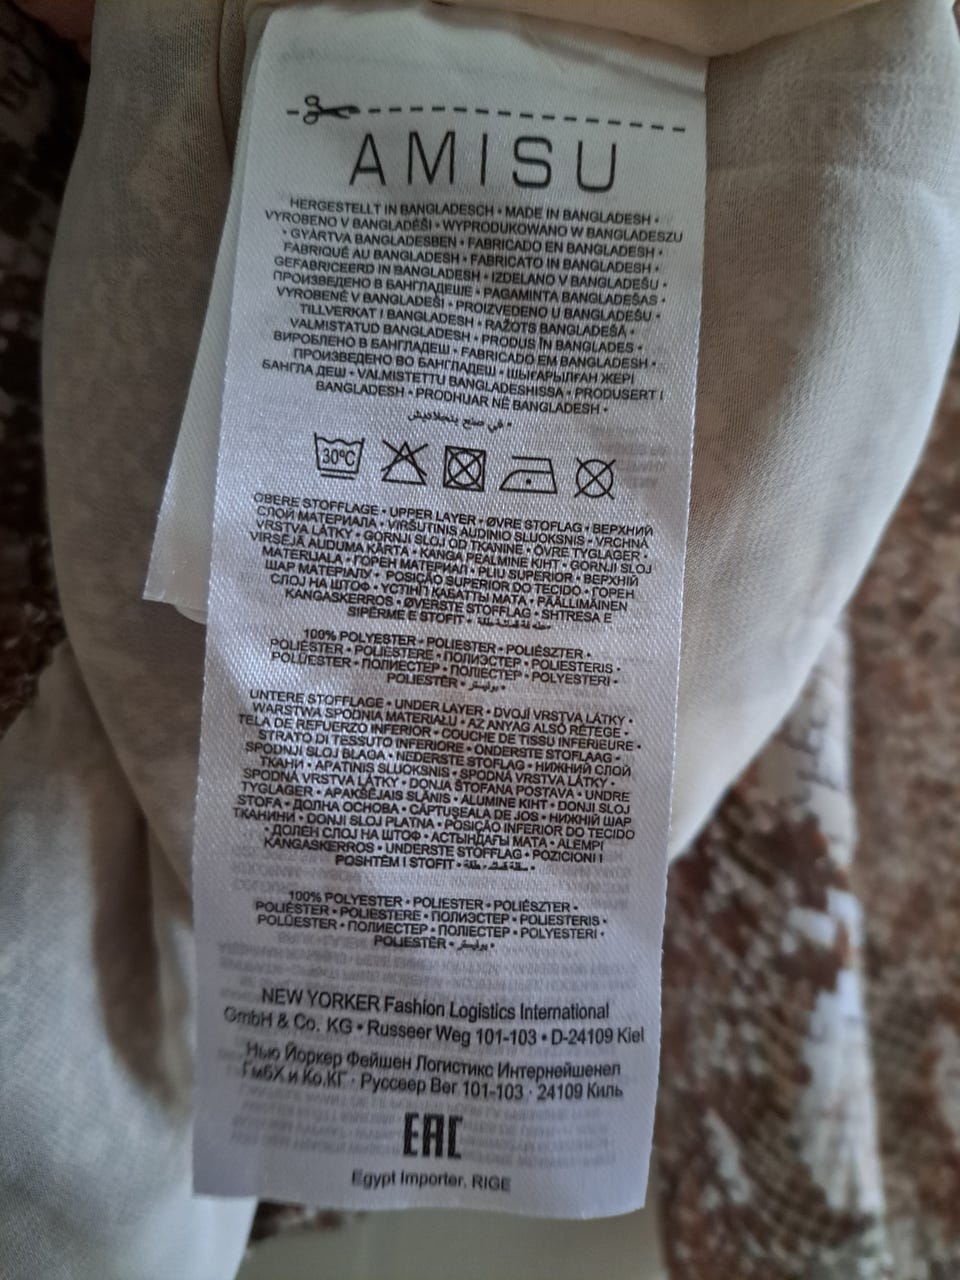 AMISU
HERGESTELLT IN BANGLADESCH • MADE IN BANGLADESH •
VYROBENO V BANGLADÉŠI • WYPRODUKOWANO W BANGLADESZU
• GYÁRTVA BANGLADESBEN • FABRICADO EN BANGLADESH •
FABRIQUÉ AU BANGLADESH • FABRICATO IN BANGLADESH •
GEFABRICEERD IN BANGLADESH • IZDELANO V BANGLADEŠU •
ПРОИЗВЕДЕНО В БАНГЛАДЕШЕ • PAGAMINTA BANGLADEŠAS •
VYROBENÉ V BANGLADEŠI • PROIZVEDENO U BANGLADEŠU •
TILLVERKAT I BANGLADESH • RAŽOTS BANGLADEŠĀ •
VALMISTATUD BANGLADESH • PRODUS ÎN BANGLADES •
ВИРОБЛЕНО В БАНГЛАДЕШ • FABRICADO EM BANGLADESH •
ПРОИЗВЕДЕНО ВО БАНГЛАДЕШ • ШЫҒАРЫЛҒАН ЖЕРІ
БАНГЛА ДЕШ • VALMISTETTU BANGLADESHISSA • PRODUSERT I
BANGLADESH • PRODHUAR NË BANGLADESH •
30°C
OBERE STOFFLAGE • UPPER LAYER • ØVRE STOFLAG • ВЕРХНИЙ
СЛОЙ МАТЕРИАЛА • VIRŠUTINIS AUDINIO SLUOKSNIS • VRCHNÁ
VRSTVA LÁTKY • GORNJI SLOJ OD TKANINE • ÖVRE TYGLAGER •
VIRSĒJĀ AUDUMA KĀRTA • KANGA PEALMINE KIHT • GORNJI SLOJ
MATERIJALA • ГОРЕН МАТЕРИАЛ • PLIU SUPERIOR • ВЕРХНІЙ
ШАР МАТЕРІАЛУ • POSIÇÃO SUPERIOR DO TECIDO • ГОРЕН
СЛОЈ НА ШТОФ • ҮСТІҢГІ ҚАБАТТЫ МАТА • PÄÄLLIMÄINEN
KANGASKERROS • ØVERSTE STOFFLAG • SHTRESA E
SIPËRME E STOFIT •
100% POLYESTER • POLIESTER • POLIÉSZTER •
POLIÉSTER • POLIESTERE • ПОЛИЭСТЕР • POLIESTERIS •
POLÜESTER • ПОЛИЕСТЕР • ПОЛІЕСТЕР • POLYESTERI •
POLIESTËR • بوليستر •
UNTERE STOFFLAGE • UNDER LAYER • DVOJÍ VRSTVA LÁTKY •
WARSTWA SPODNIA MATERIAŁU • AZ ANYAG ALSÓ RÉTEGE •
TELA DE REFUERZO INFERIOR • COUCHE DE TISSU INFÉRIEURE •
STRATO DI TESSUTO INFERIORE • ONDERSTE STOFLAAG •
SPODNJI SLOJ BLAGA • NEDERSTE STOFLAG • НИЖНИЙ СЛОЙ
ТКАНИ • APATINIS SLUOKSNIS • SPODNÁ VRSTVA LÁTKY •
SPODNÁ VRSTVA LÁTKY • DONJA ŠTOFANA POSTAVA • UNDRE
TYGLAGER • APAKŠĒJAIS SLĀNIS • ALUMINE KIHT • DONJI SLOJ
STOFA • ДОЛНА ОСНОВА • CĂPTUŞEALA DE JOS • НИЖНІЙ ШАР
ТКАНИНИ • DONJI SLOJ PLATNA • POSIÇÃO INFERIOR DO TECIDO
• ДОЛЕН СЛОЈ НА ШТОФ • АСТЫҢДАҒЫ МАТА • ALEMPI
KANGASKERROS • UNDERSTE STOFFLAG • POZICIONI I
POSHTËM I STOFIT •
100% POLYESTER • POLIESTER • POLIÉSZTER •
POLIÉSTER • POLIESTERE • ПОЛИЭСТЕР • POLIESTERIS •
POLÜESTER • ПОЛИЕСТЕР • ПОЛІЕСТЕР • POLYESTERI •
POLIESTËR • بوليستر •
NEW YORKER Fashion Logistics International
GmbH & Co. KG • Russeer Weg 101-103 • D-24109 Kiel
Нью Йоркер Фейшен Логистикс Интернейшенел
ГмбХ и Ко.КГ · Руссеер Вег 101-103 · 24109 Киль
EAC
Egypt Importer. RIGE